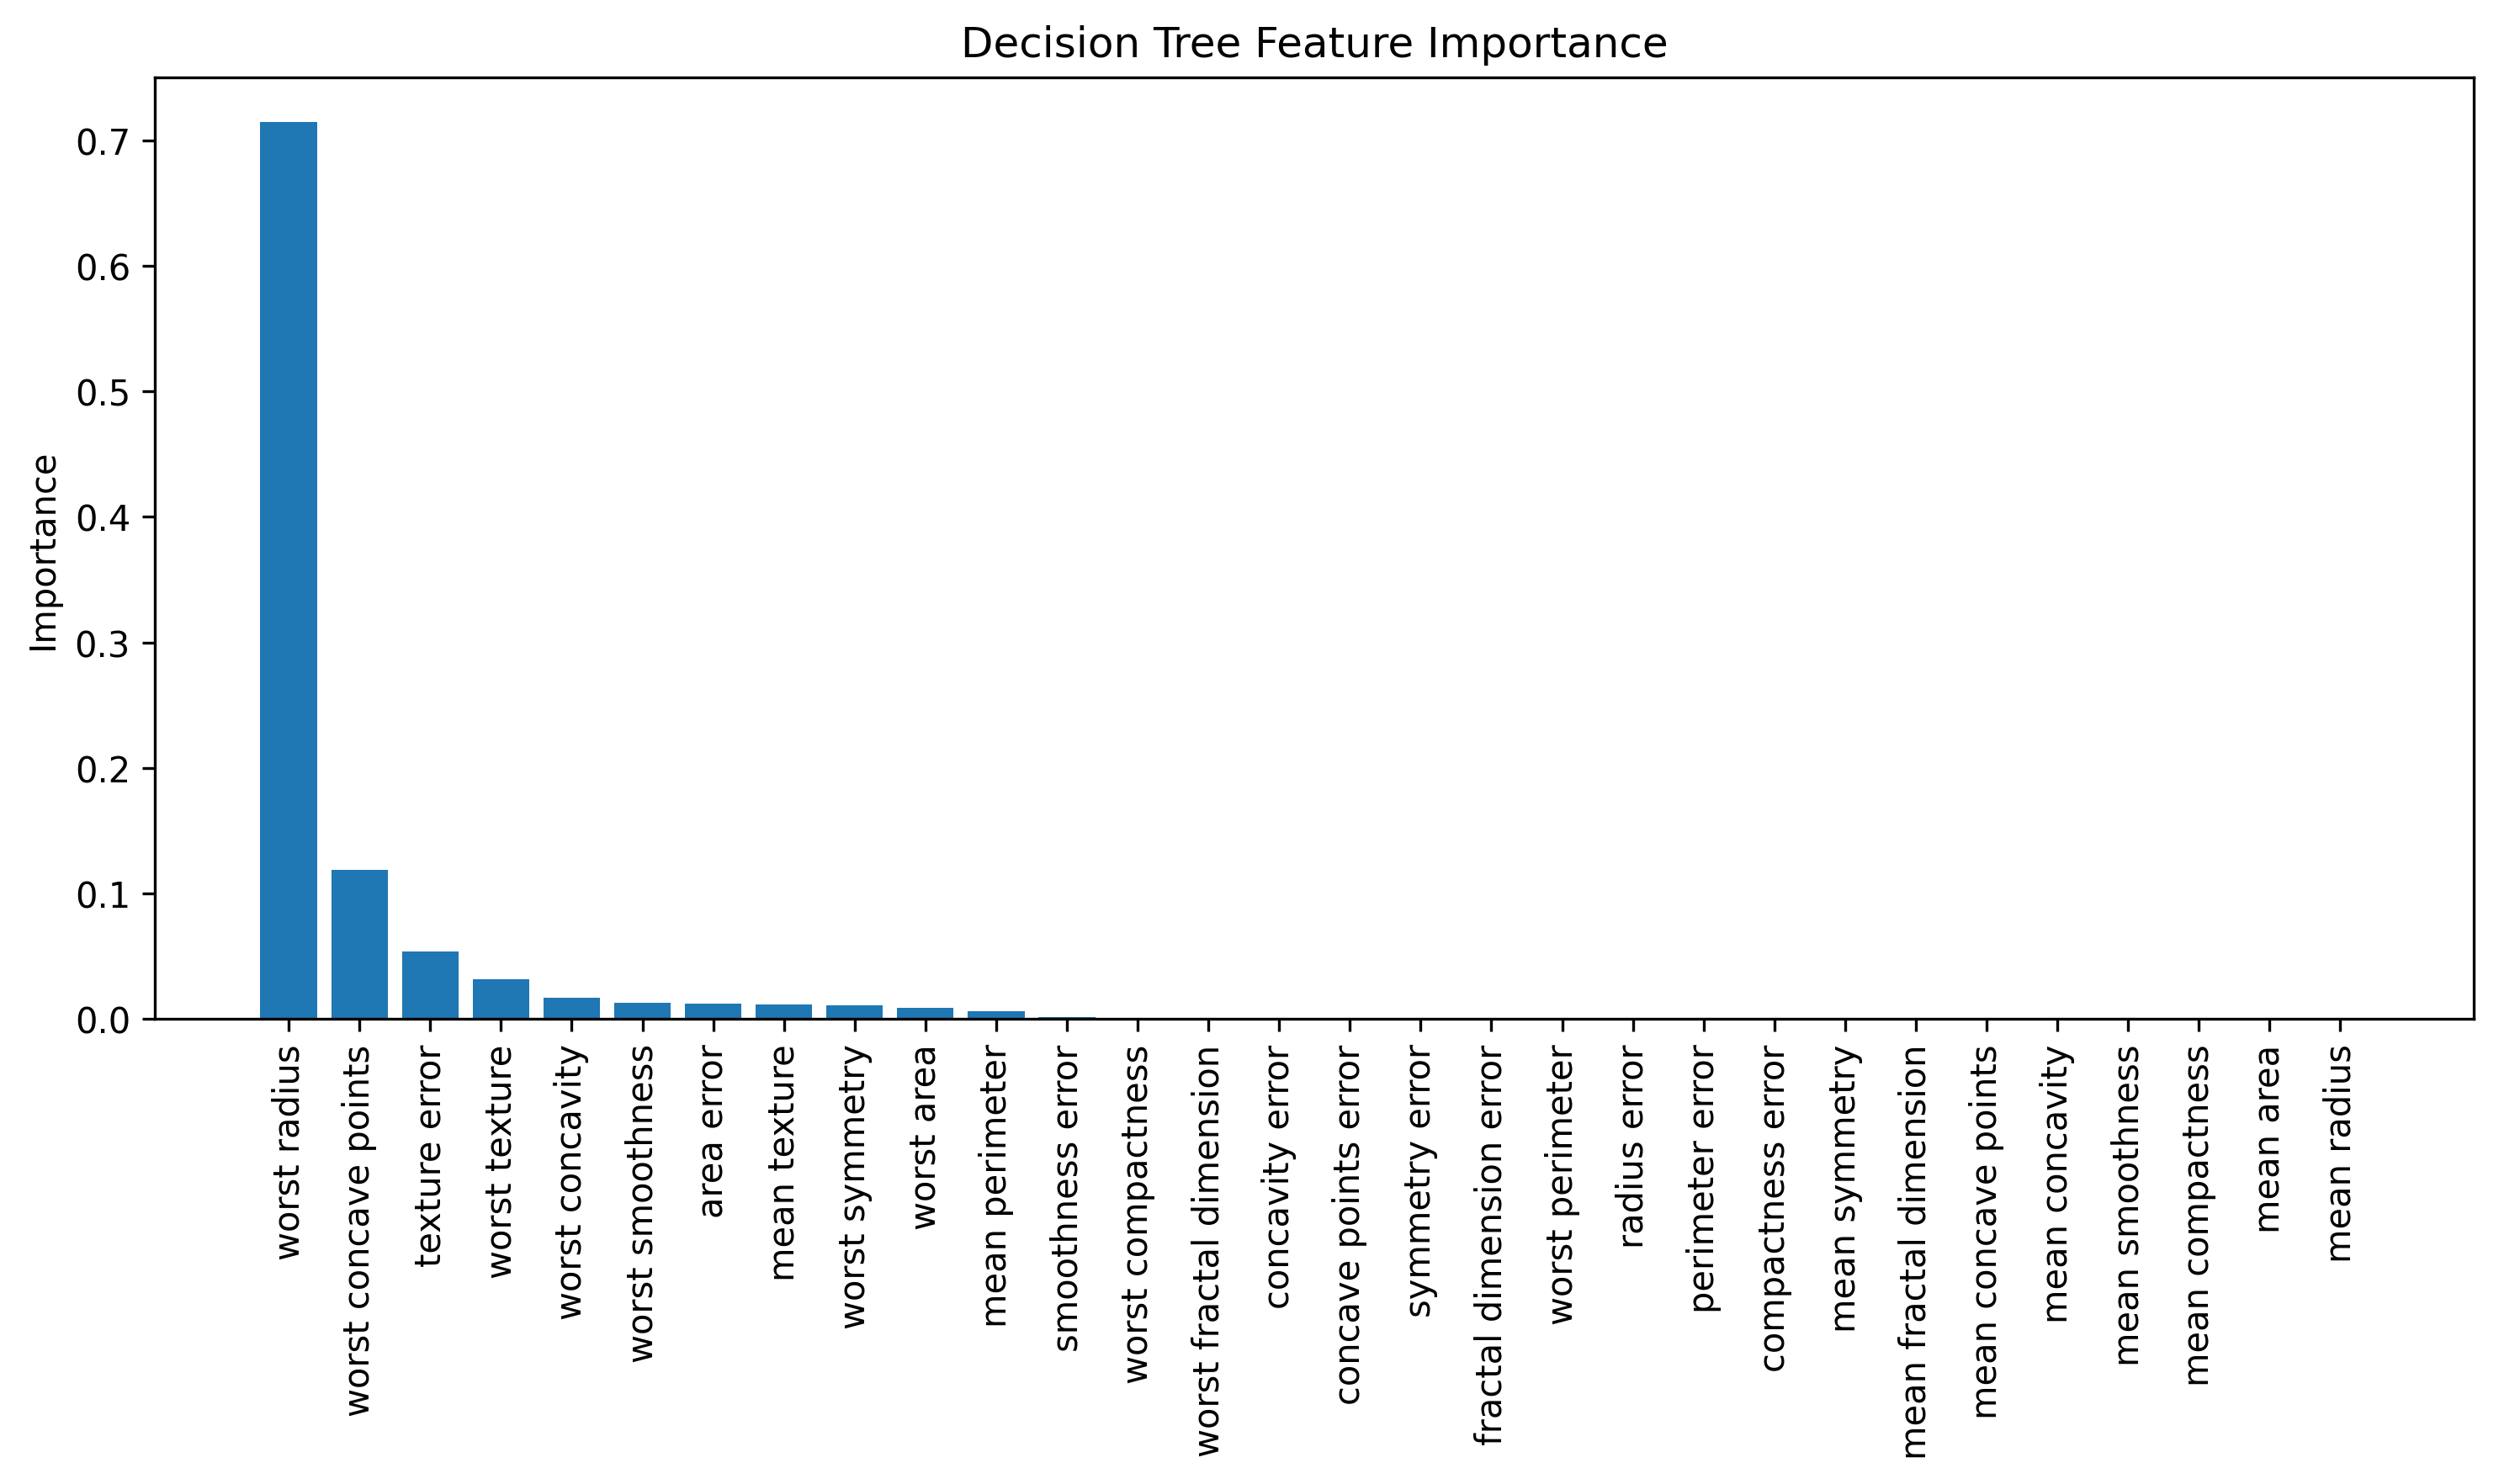 Decision Tree Feature Importance
Importance
0.7
0.6
0.5
0.4
0.3
0.2
0.1
0.0
worst radius
worst concave points
texture error
worst texture
worst concavity
worst smoothness
area error
mean texture
worst symmetry
worst area
mean perimeter
smoothness error
worst compactness
worst fractal dimension
concavity error
concave points error
symmetry error
fractal dimension error
worst perimeter
radius error
perimeter error
compactness error
mean symmetry
mean fractal dimension
mean concave points
mean concavity
mean smoothness
mean compactness
mean area
mean radius